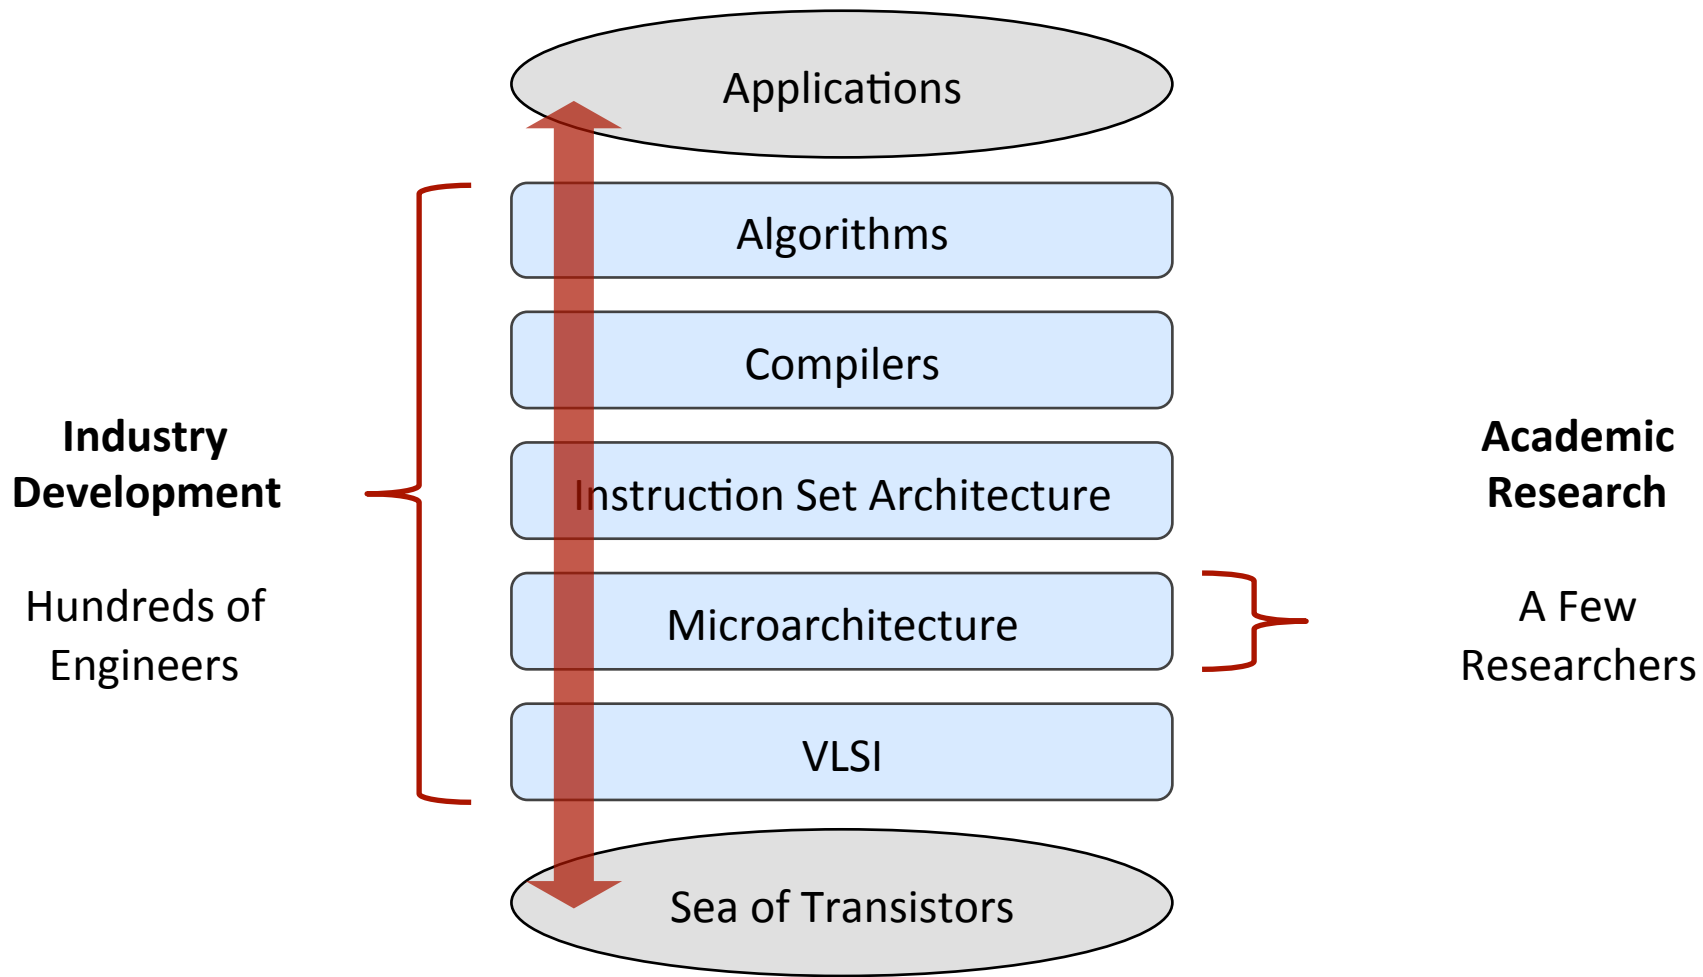 Applications
Algorithms
Compilers
Instruction Set Architecture
Microarchitecture
VLSI
Sea of Transistors
Industry
Development
Hundreds of
Engineers
Academic
Research
A Few
Researchers